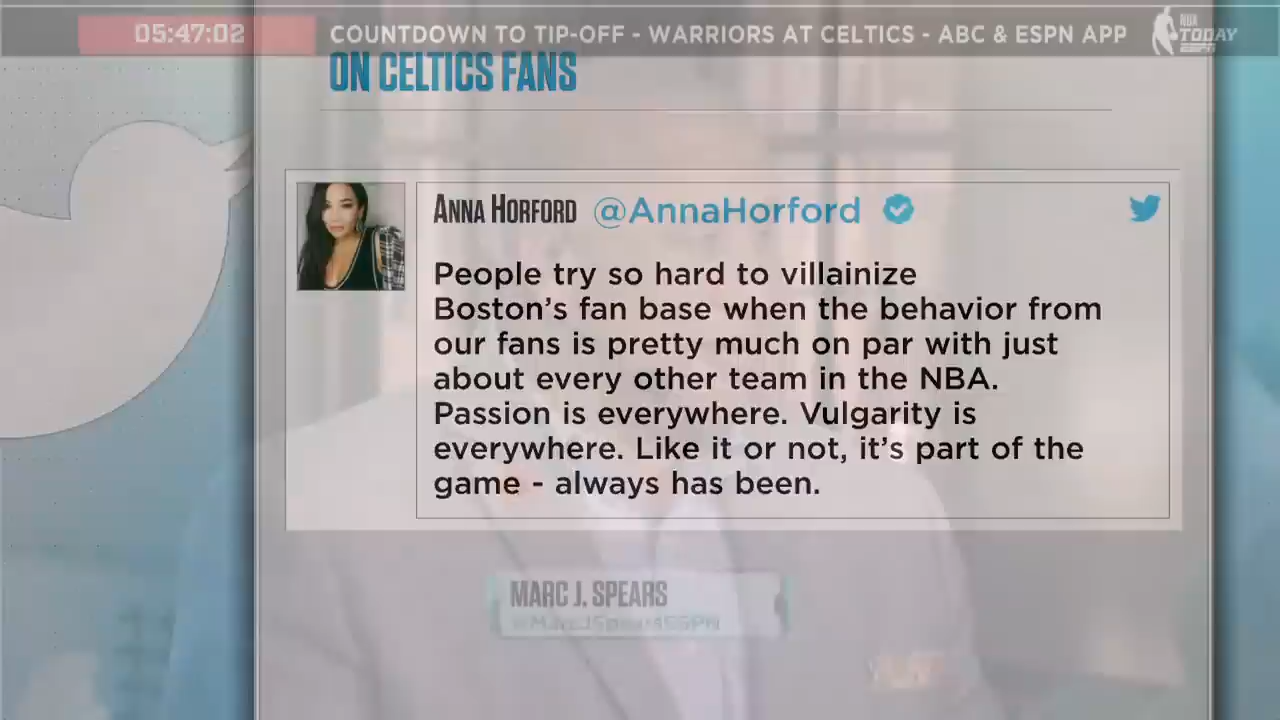 05:47:02
COUNTDOWN TO TIP-OFF - WARRIORS AT CELTICS - ABC & ESPN APP
NBA
TODAY
ESPN
ON CELTICS FANS
ANNA HORFORD @AnnaHorford
People try so hard to villainize
Boston's fan base when the behavior from
our fans is pretty much on par with just
about every other team in the NBA.
Passion is everywhere. Vulgarity is
everywhere. Like it or not, it's part of the
game - always has been.
MARC J. SPEARS
@MarcJSpearsESPN